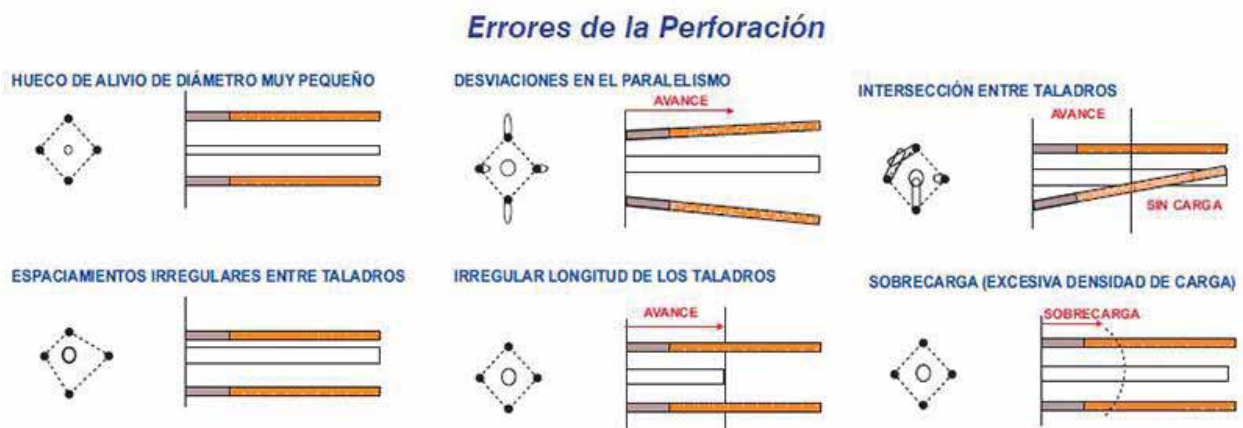 Errores de la Perforación
HUECO DE ALIVIO DE DIÁMETRO MUY PEQUEÑO
DESVIACIONES EN EL PARALELISMO
AVANCE
INTERSECCIÓN ENTRE TALADROS
AVANCE
SIN CARGA
ESPACIAMIENTOS IRREGULARES ENTRE TALADROS
IRREGULAR LONGITUD DE LOS TALADROS
AVANCE
SOBRECARGA (EXCESIVA DENSIDAD DE CARGA)
SOBRECARGA